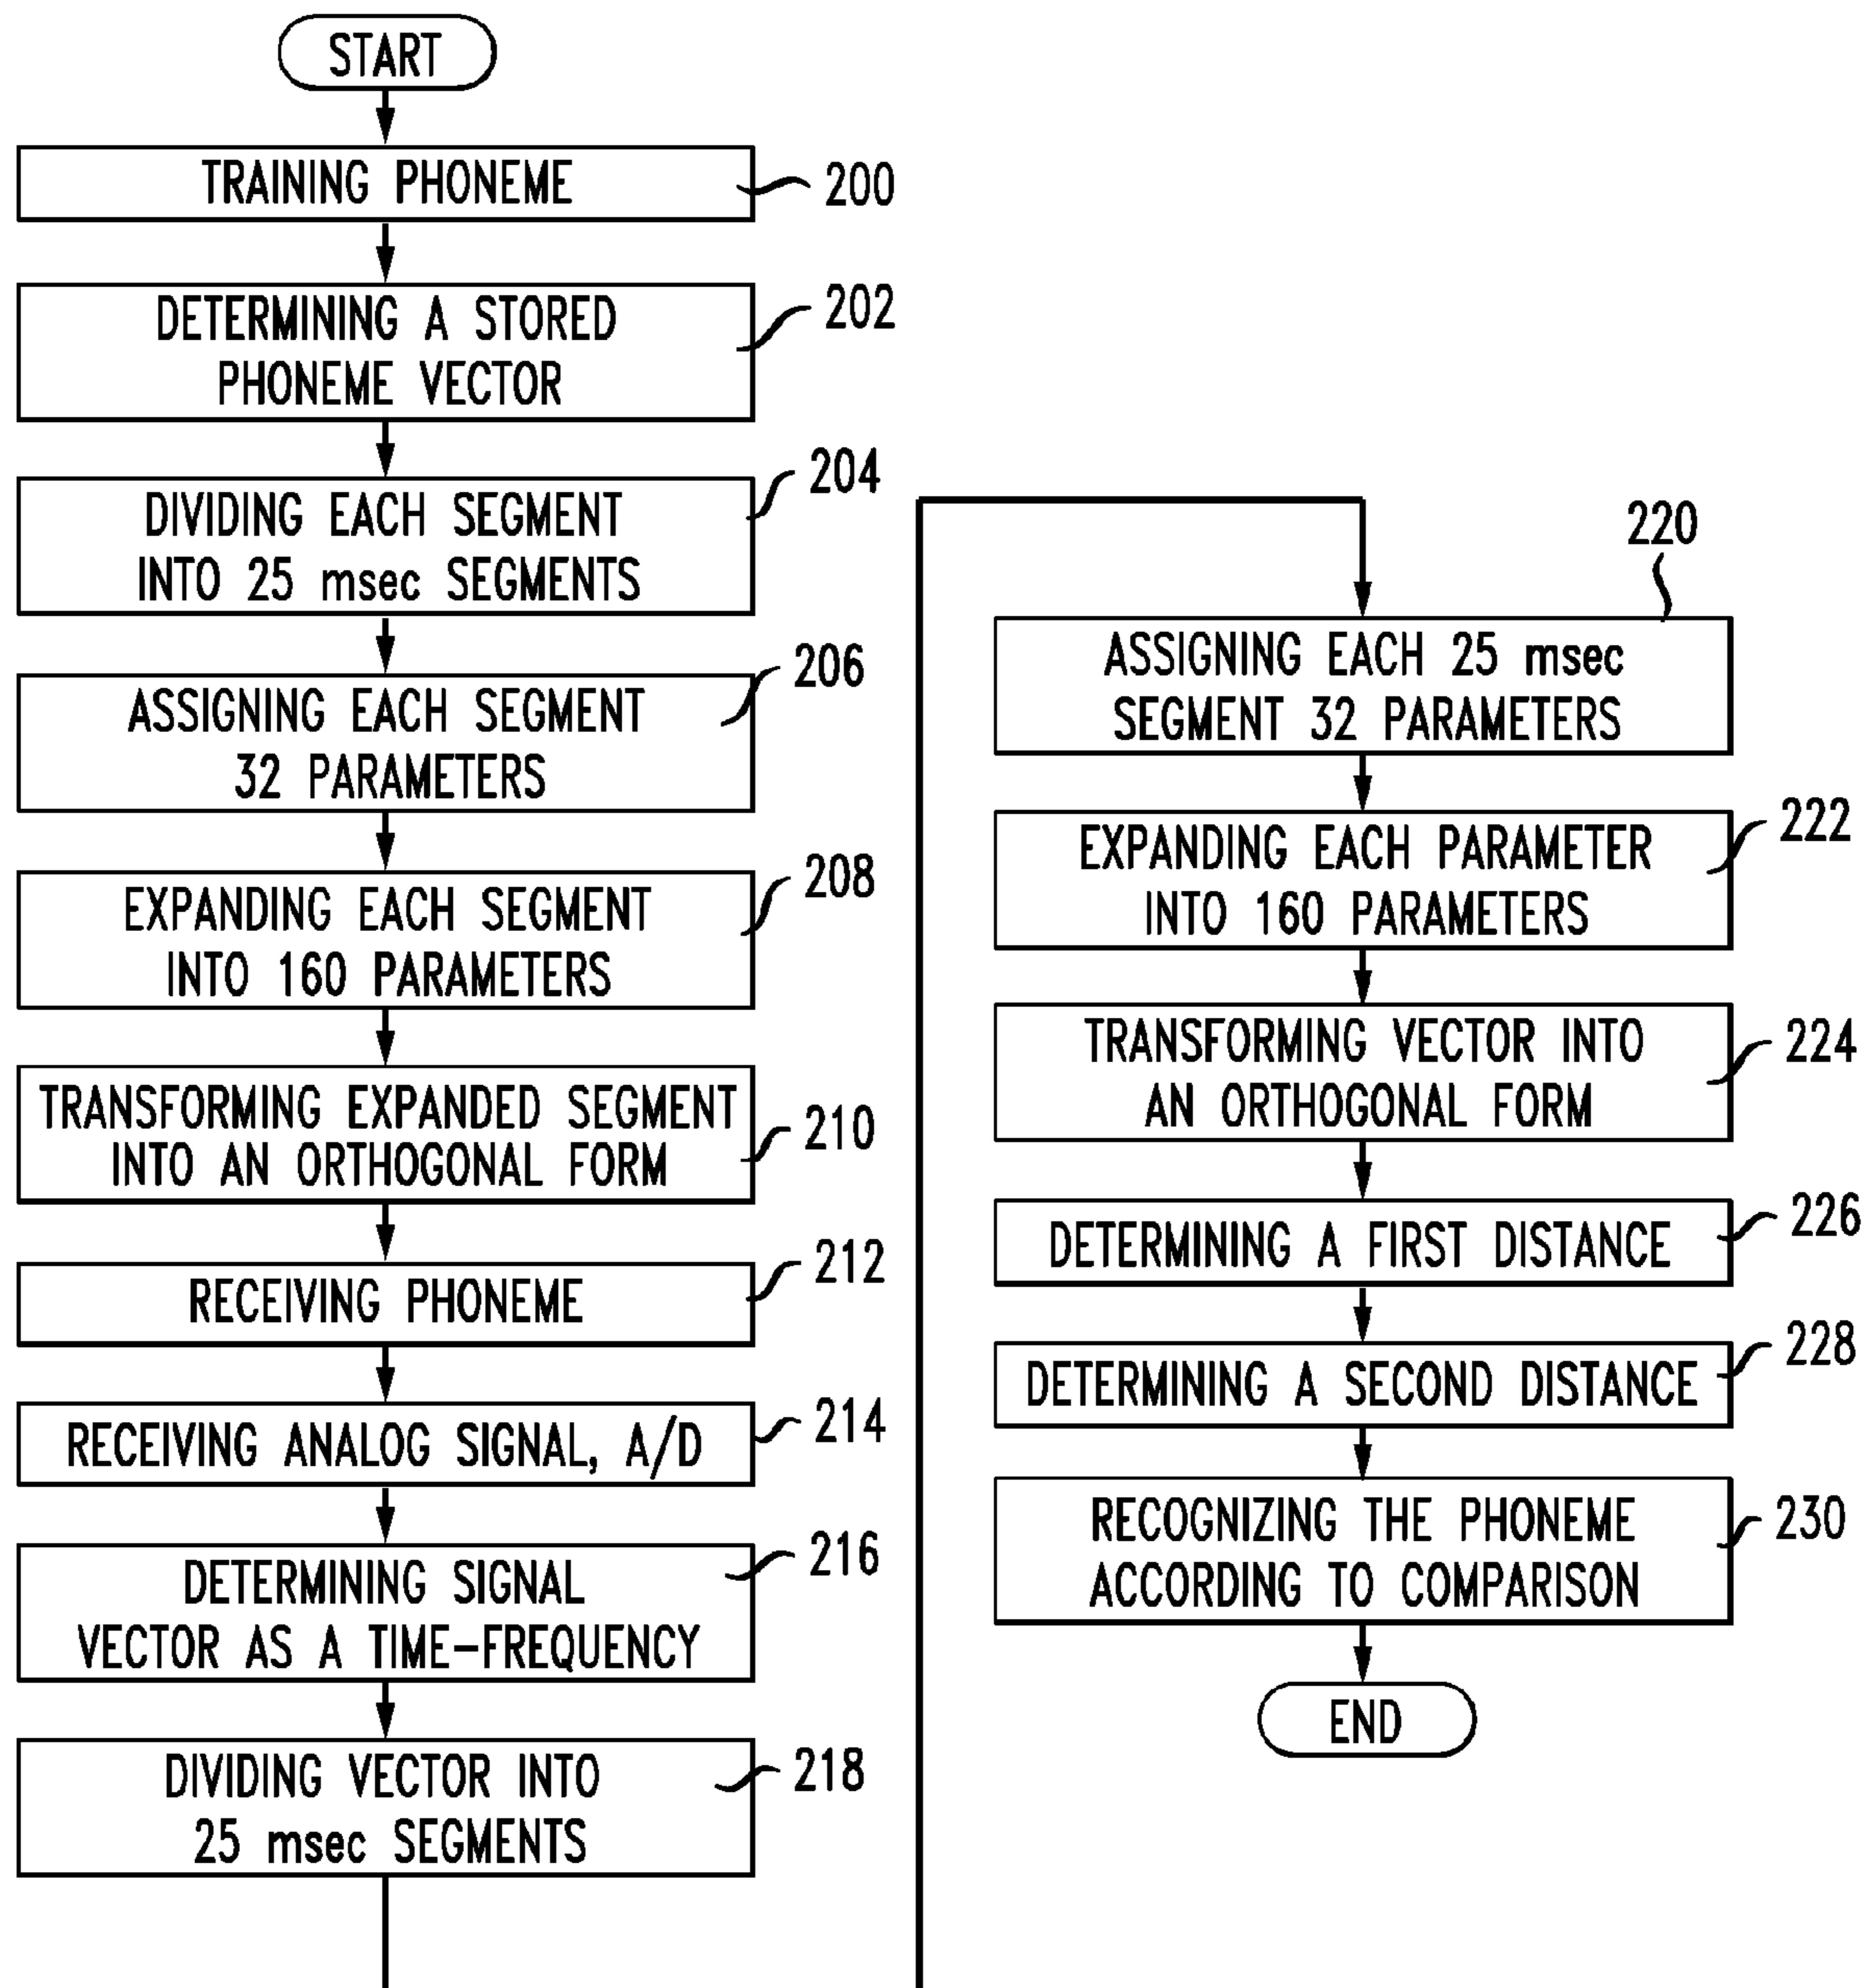 START
TRAINING PHONEME
200
DETERMINING A STORED
PHONEME VECTOR
202
DIVIDING EACH SEGMENT
INTO 25 msec SEGMENTS
204
ASSIGNING EACH SEGMENT
32 PARAMETERS
206
EXPANDING EACH SEGMENT
INTO 160 PARAMETERS
208
TRANSFORMING EXPANDED SEGMENT
INTO AN ORTHOGONAL FORM
210
RECEIVING PHONEME
212
RECEIVING ANALOG SIGNAL, A/D
214
DETERMINING SIGNAL
VECTOR AS A TIME-FREQUENCY
216
DIVIDING VECTOR INTO
25 msec SEGMENTS
218
220
ASSIGNING EACH 25 msec
SEGMENT 32 PARAMETERS
EXPANDING EACH PARAMETER
INTO 160 PARAMETERS
222
TRANSFORMING VECTOR INTO
AN ORTHOGONAL FORM
224
DETERMINING A FIRST DISTANCE
226
DETERMINING A SECOND DISTANCE
228
RECOGNIZING THE PHONEME
ACCORDING TO COMPARISON
230
END